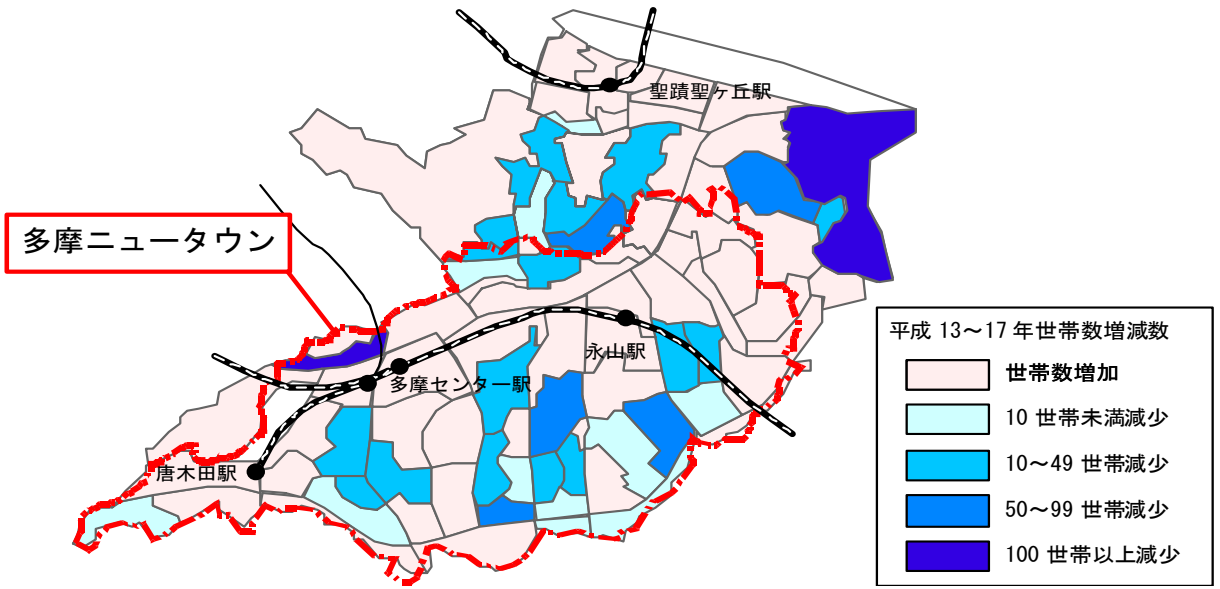 聖蹟聖ヶ丘駅
多摩ニュータウン
永山駅
多摩センター駅
唐木田駅
平成 13～17 年世帯数増減数
世帯数増加
10 世帯未満減少
10～49 世帯減少
50～99 世帯減少
100 世帯以上減少